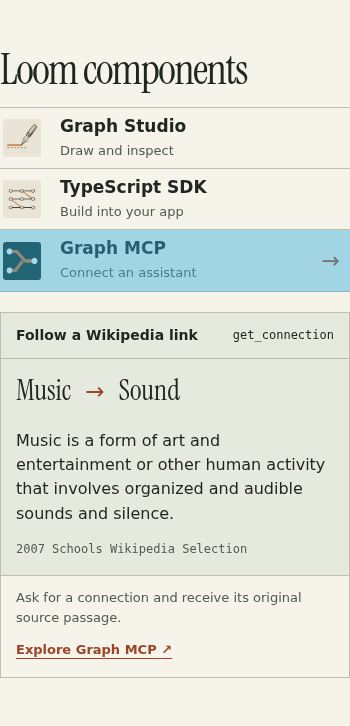 Loom components
Graph Studio
Draw and inspect
TypeScript SDK
Build into your app
Graph MCP
→
Connect an assistant
Follow a Wikipedia link get_connection
Music → Sound
Music is a form of art and
entertainment or other human activity
that involves organized and audible
sounds and silence.
2007 Schools Wikipedia Selection
Ask for a connection and receive its original
source passage.
Explore Graph MCP ↗